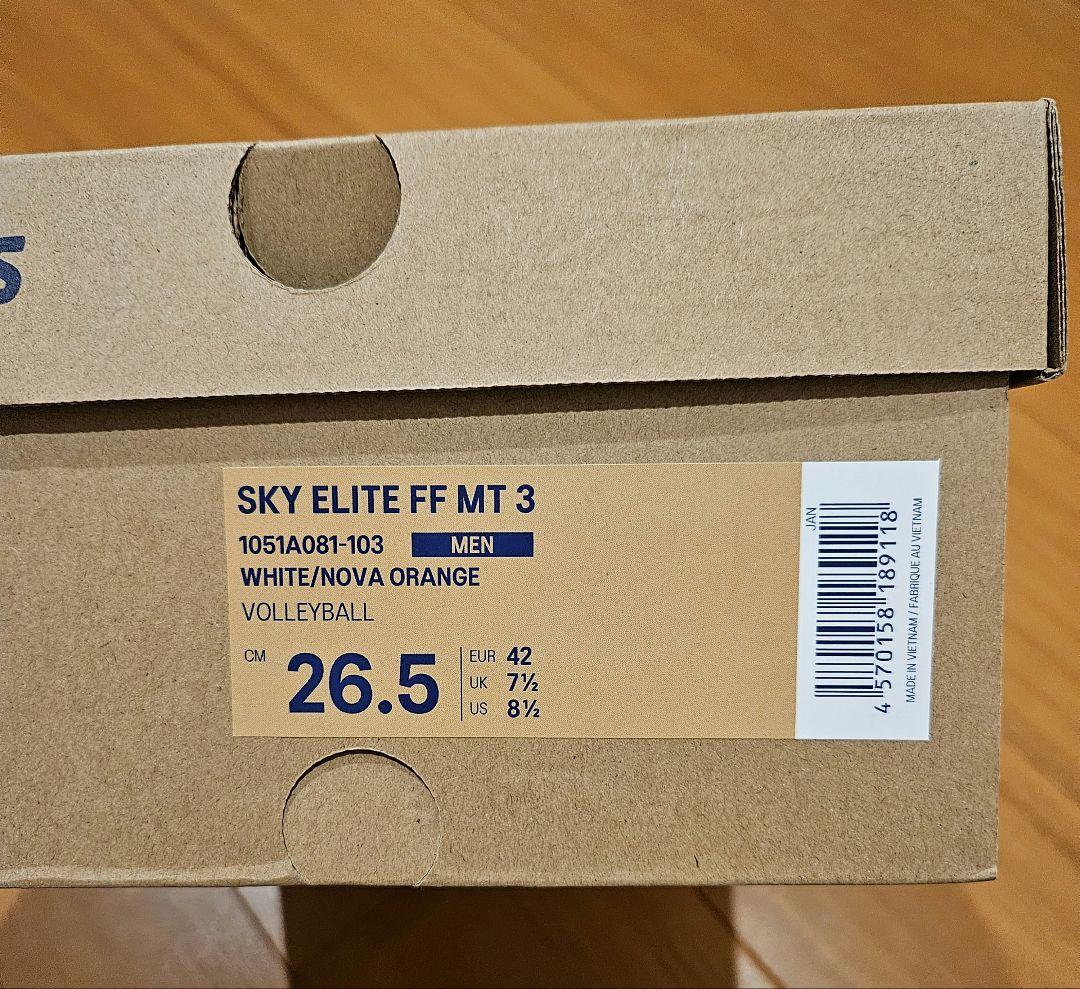 S
SKY ELITE FF MT 3
1051A081-103 MEN
WHITE/NOVA ORANGE
VOLLEYBALL
CM 26.5
EUR 42
UK 7½
US 8½
JAN
4 570158 189118
MADE IN VIETNAM / FABRIQUE AU VIETNAM